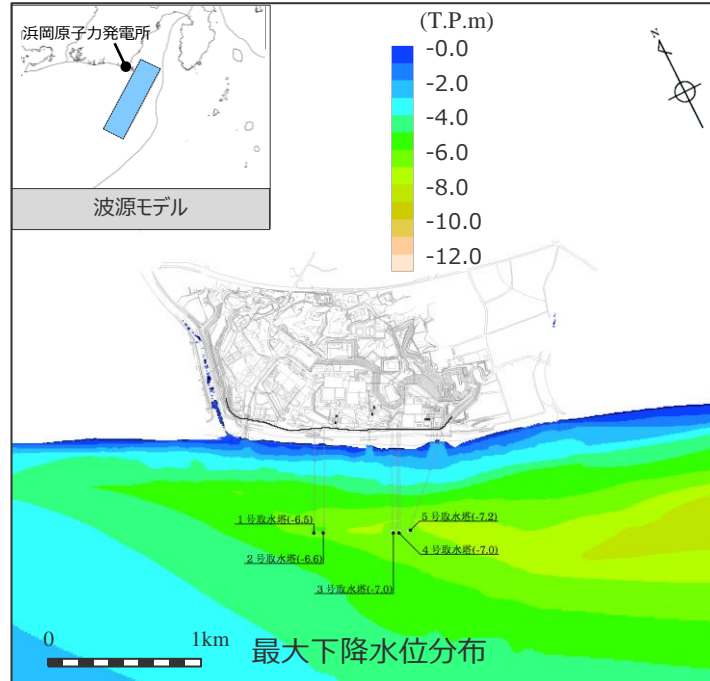 浜岡原子力発電所
波源モデル
(T.P.m)
-0.0
-2.0
-4.0
-6.0
-8.0
-10.0
-12.0
N
1号取水塔(-6.5)
2号取水塔(-6.6)
3号取水塔(-7.0)
4号取水塔(-7.0)
5号取水塔(-7.2)
0 1km
最大下降水位分布